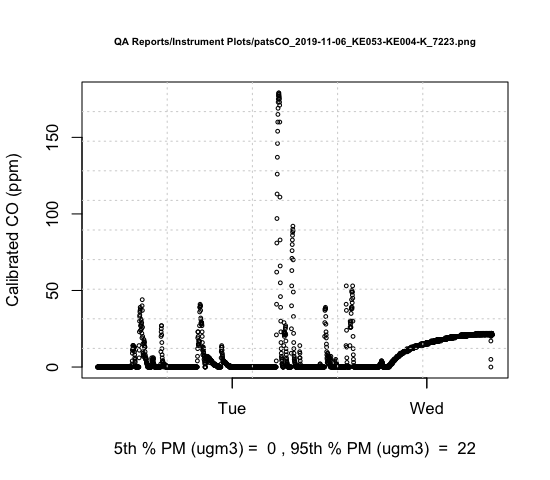 QA Reports/Instrument Plots/patsCO_2019-11-06_KE053-KE004-K_7223.png
Calibrated CO (ppm)
150
100
50
0
Tue Wed
5th % PM (ugm3) = 0 , 95th % PM (ugm3) = 22